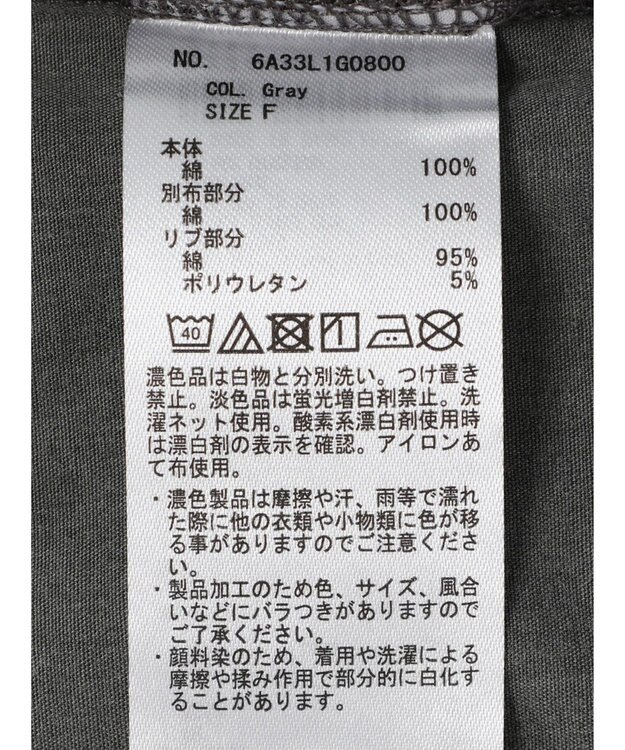 NO. 6A33L1G0800
COL. Gray
SIZE F
本体
綿 100%
別布部分
綿 100%
リブ部分
綿 95%
ポリウレタン 5%
40
濃色品は白物と分別洗い。つけ置き
禁止。淡色品は蛍光増白剤禁止。洗
濯ネット使用。酸素系漂白剤使用時
は漂白剤の表示を確認。アイロンあ
て布使用。
・濃色製品は摩擦や汗、雨等で濡れ
た際に他の衣類や小物類に色が移
る事がありますのでご注意くださ
い。
・製品加工のため色、サイズ、風合
いなどにバラつきがありますので
ご了承ください。
・顔料染のため、着用や洗濯による
摩擦や揉み作用で部分的に白化す
ることがあります。